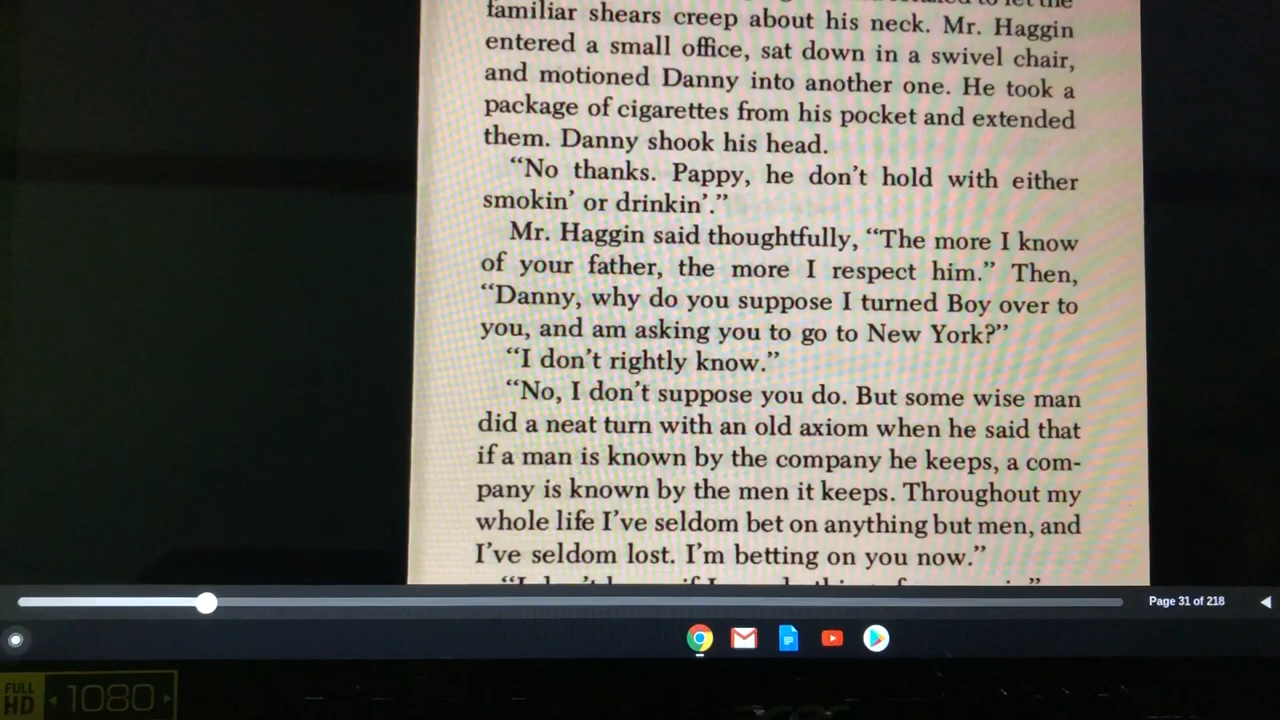 to let the
familiar shears creep about his neck. Mr. Haggin
entered a small office, sat down in a swivel chair,
and motioned Danny into another one. He took a
package of cigarettes from his pocket and extended
them. Danny shook his head.
“No thanks. Pappy, he don’t hold with either
smokin’ or drinkin’.”
Mr. Haggin said thoughtfully, “The more I know
of your father, the more I respect him.” Then,
“Danny, why do you suppose I turned Boy over to
you, and am asking you to go to New York?”
“I don’t rightly know.”
“No, I don’t suppose you do. But some wise man
did a neat turn with an old axiom when he said that
if a man is known by the company he keeps, a com-
pany is known by the men it keeps. Throughout my
whole life I’ve seldom bet on anything but men, and
I’ve seldom lost. I’m betting on you now.”
Page 31 of 218
FULL HD 1080